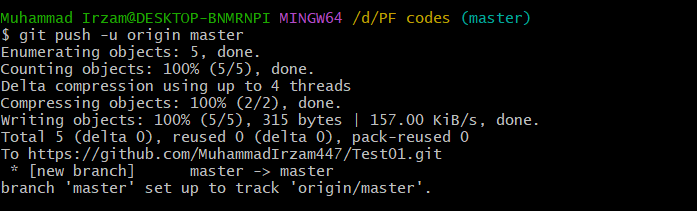 Muhammad Irzam@DESKTOP-BNMRNPI MINGW64 /d/PF codes (master)
$ git push -u origin master
Enumerating objects: 5, done.
Counting objects: 100% (5/5), done.
Delta compression using up to 4 threads
Compressing objects: 100% (2/2), done.
Writing objects: 100% (5/5), 315 bytes | 157.00 KiB/s, done.
Total 5 (delta 0), reused 0 (delta 0), pack-reused 0
To https://github.com/MuhammadIrzam447/Test01.git
 * [new branch]      master -> master
branch 'master' set up to track 'origin/master'.